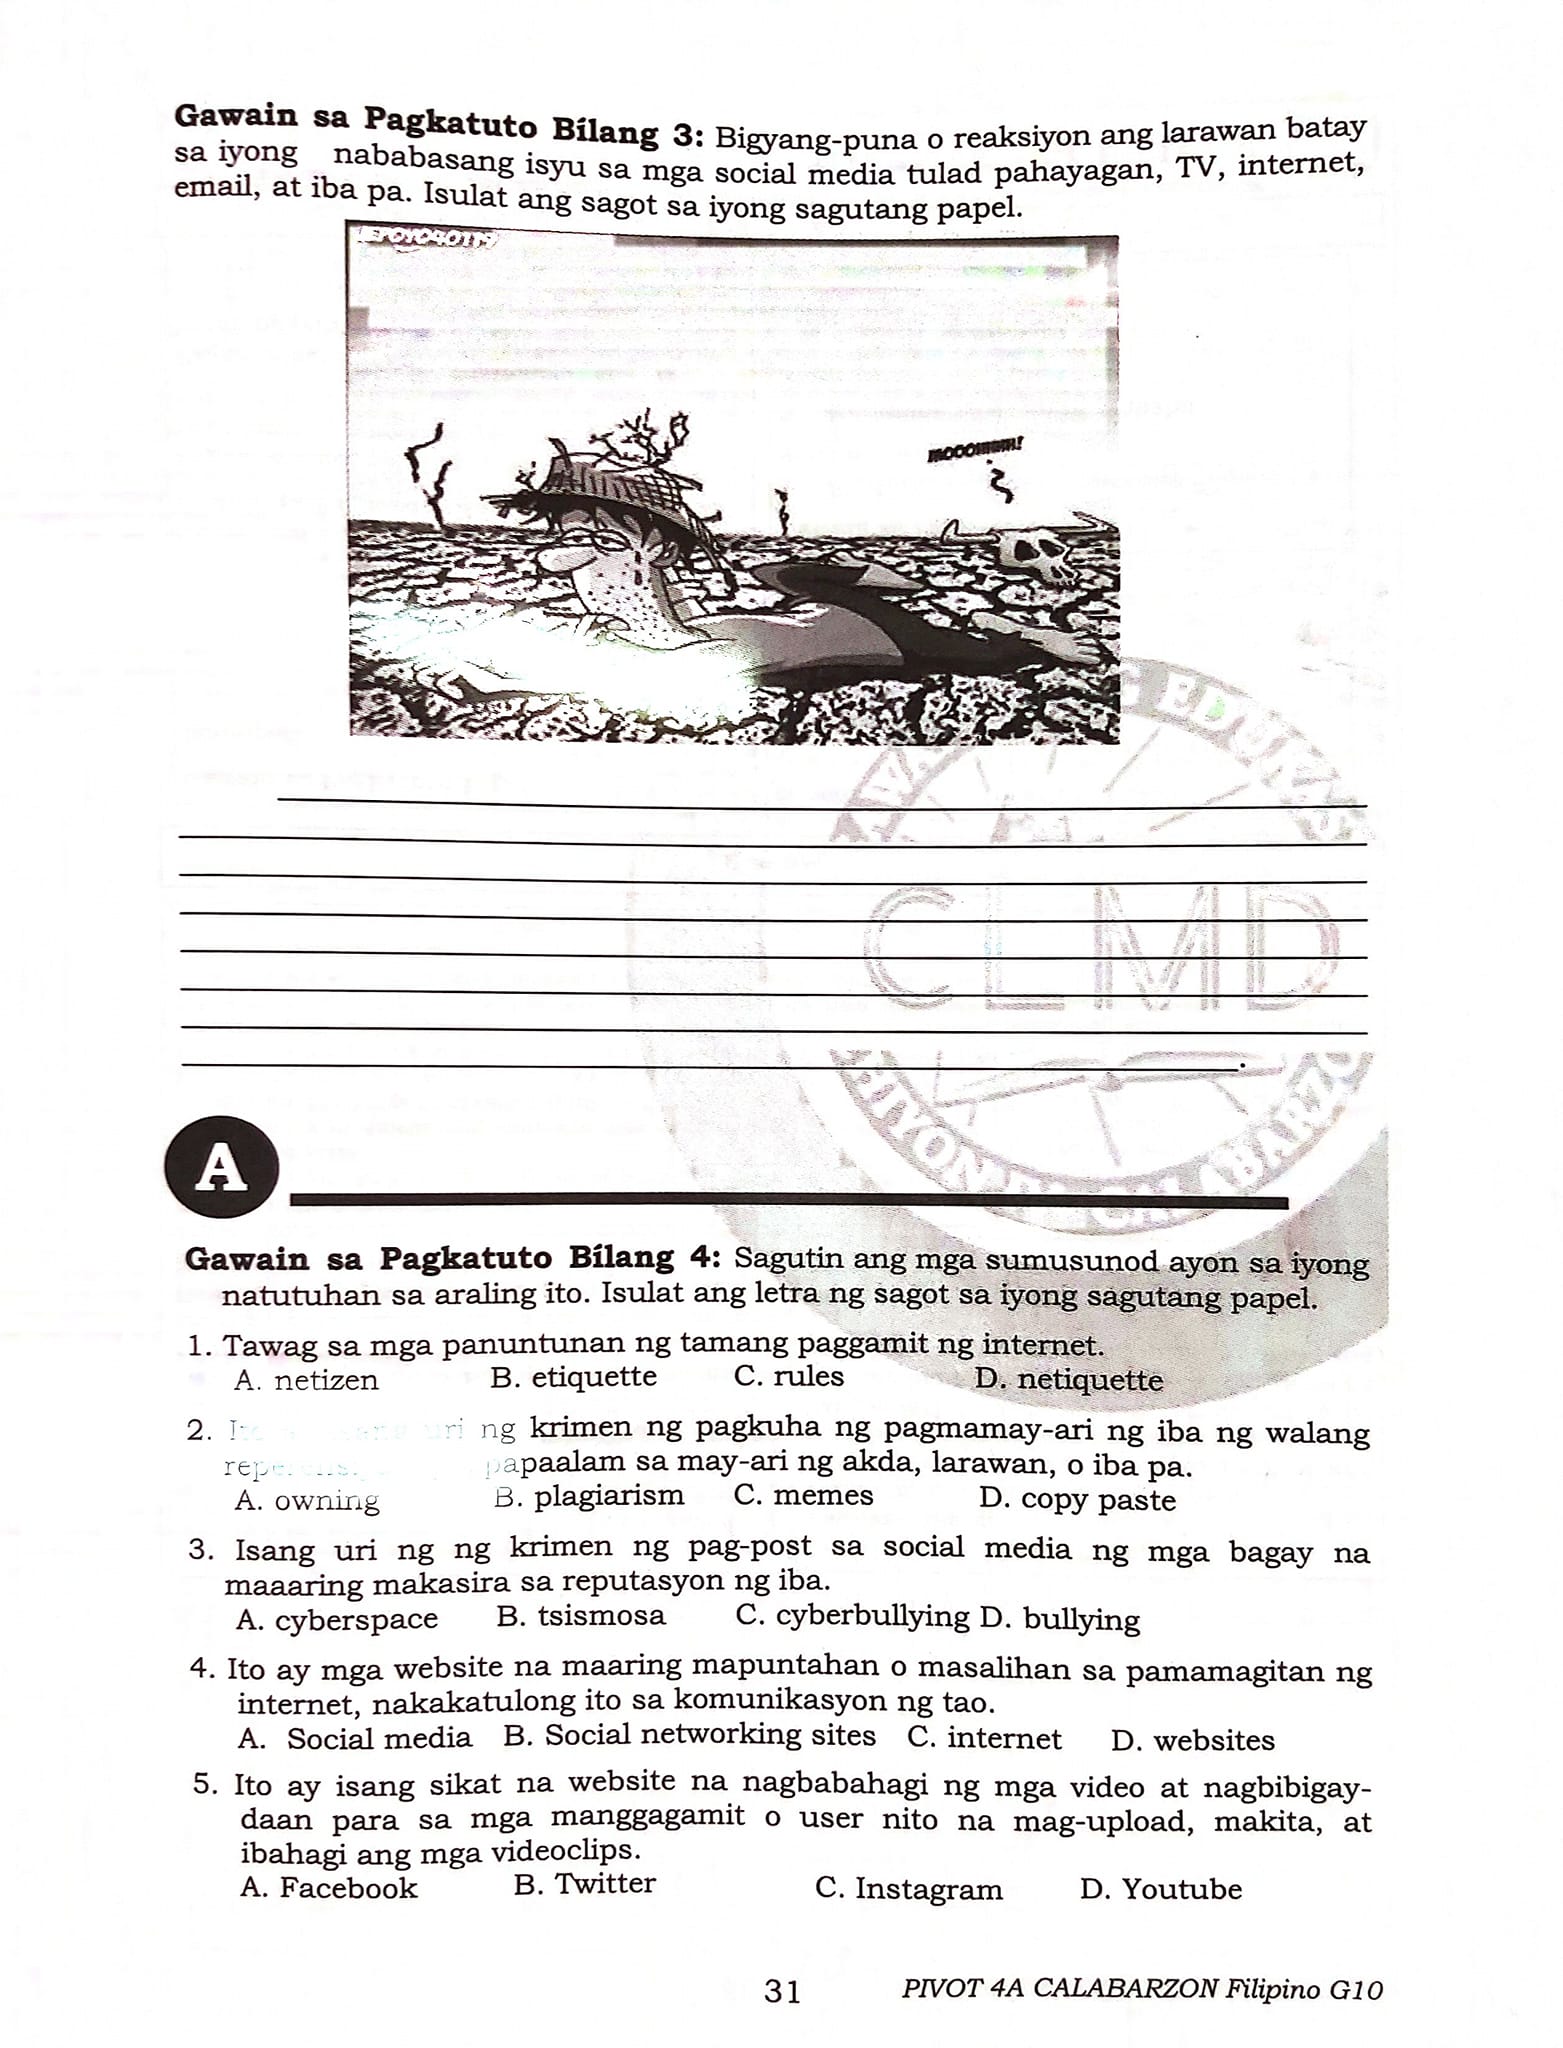 Gawain sa Pagkatuto Bílang 3: Bigyang-puna o reaksiyon ang larawan batay
sa iyong nababasang isyu sa mga social media tulad pahayagan, TV, internet,
email, at iba pa. Isulat ang sagot sa iyong sagutang papel.
mooommm!
G EDUKAS
CLMD
CALABARZO
A
Gawain sa Pagkatuto Bílang 4: Sagutin ang mga sumusunod ayon sa iyong
natutuhan sa araling ito. Isulat ang letra ng sagot sa iyong sagutang papel.
1. Tawag sa mga panuntunan ng tamang paggamit ng internet.
A. netizen B. etiquette C. rules D. netiquette
2. uri ng krimen ng pagkuha ng pagmamay-ari ng iba ng walang
papaalam sa may-ari ng akda, larawan, o iba pa.
A. owning B. plagiarism C. memes D. copy paste
3. Isang uri ng ng krimen ng pag-post sa social media ng mga bagay na
maaaring makasira sa reputasyon ng iba.
A. cyberspace B. tsismosa C. cyberbullying D. bullying
4. Ito ay mga website na maaring mapuntahan o masalihan sa pamamagitan ng
internet, nakakatulong ito sa komunikasyon ng tao.
A. Social media B. Social networking sites C. internet D. websites
5. Ito ay isang sikat na website na nagbabahagi ng mga video at nagbibigay-
daan para sa mga manggagamit o user nito na mag-upload, makita, at
ibahagi ang mga videoclips.
A. Facebook B. Twitter C. Instagram D. Youtube
31 PIVOT 4A CALABARZON Filipino G10